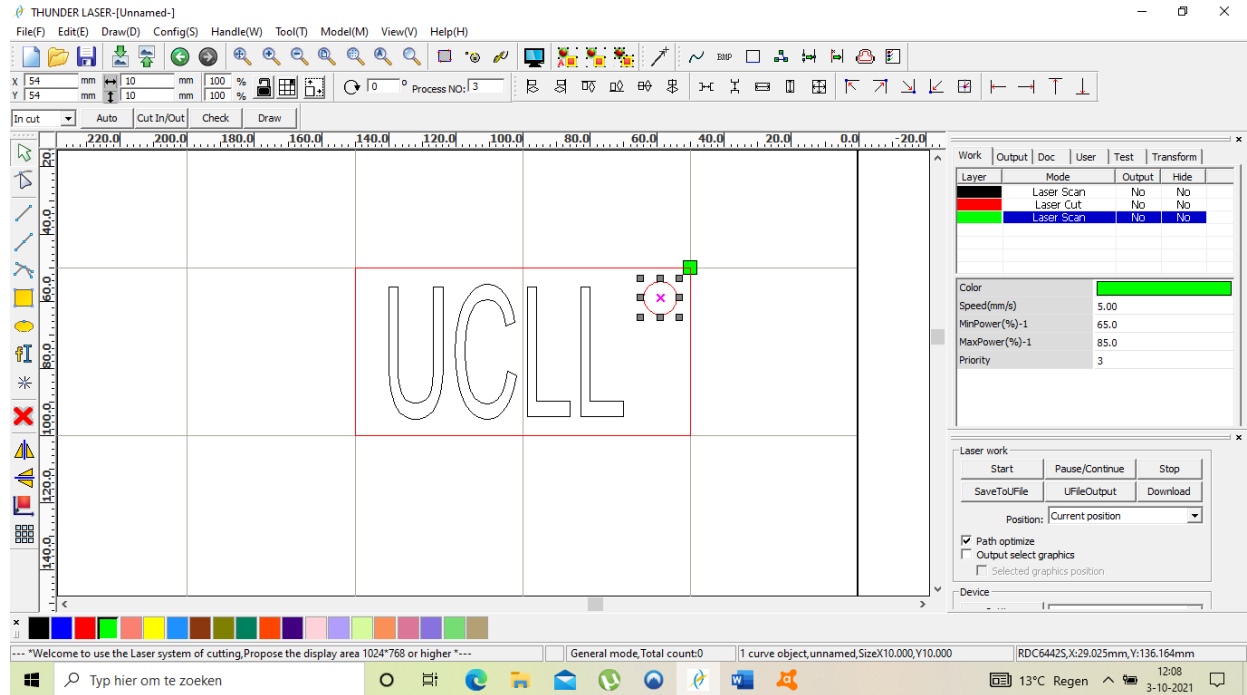 THUNDER LASER-[Unnamed-]
File(F) Edit(E) Draw(D) Config(S) Handle(W) Tool(T) Model(M) View(V) Help(H)
BMP
X 54 mm 10 mm 100 %
Y 54 mm 10 mm 100 %
0 ° Process NO: 3
In cut Auto Cut In/Out Check Draw
220.0 200.0 180.0 160.0 140.0 120.0 100.0 80.0 60.0 40.0 20.0 0.0 -20.0
40.0
60.0
80.0
100.0
120.0
140.0
UCLL
Work Output Doc User Test Transform
Layer Mode Output Hide
Laser Scan No No
Laser Cut No No
Laser Scan No No
Color
Speed(mm/s) 5.00
MinPower(%)-1 65.0
MaxPower(%)-1 85.0
Priority 3
Laser work
Start Pause/Continue Stop
SaveToUFile UFileOutput Download
Position: Current position
Path optimize
Output select graphics
Selected graphics position
Device
--- *Welcome to use the Laser system of cutting,Propose the display area 1024*768 or higher *---
General mode,Total count:0
1 curve object,unnamed,SizeX10.000,Y10.000
RDC6442S,X:29.025mm,Y:136.164mm
Typ hier om te zoeken
13°C Regen
12:08
3-10-2021